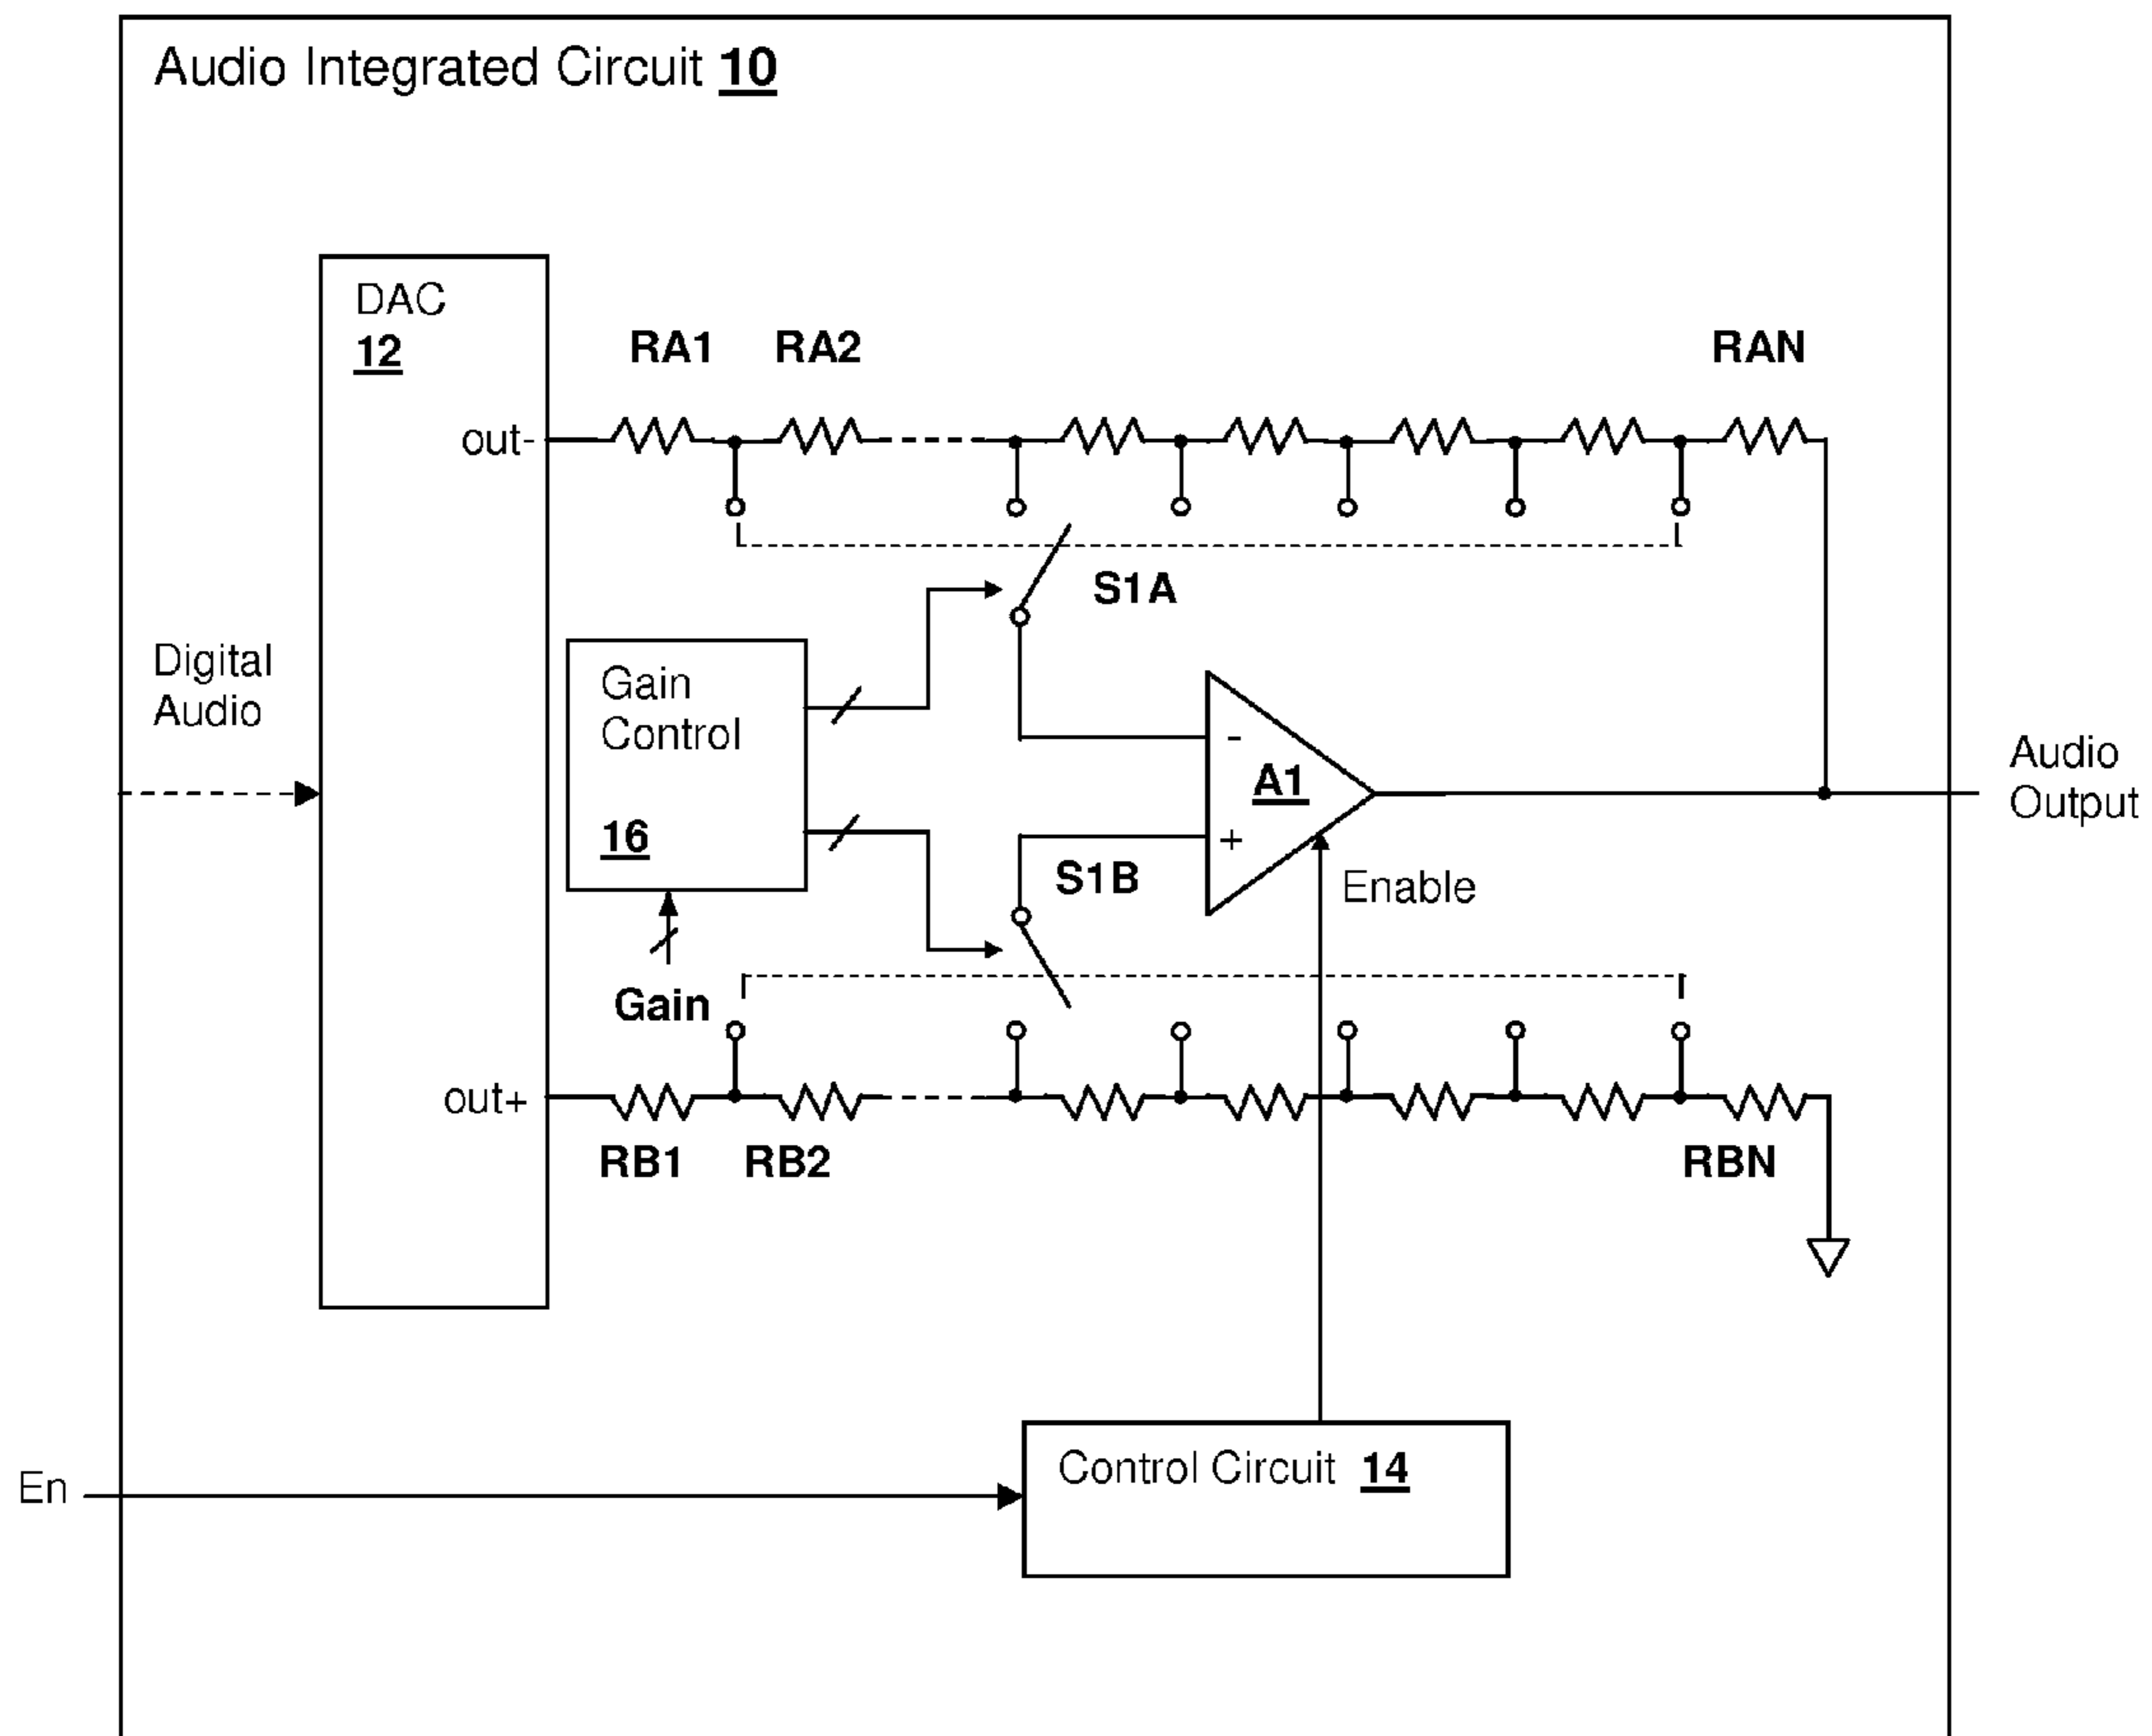 Audio Integrated Circuit 10
DAC
12
RA1 RA2 RAN
out-
S1A
Digital
Audio
Gain
Control
16
-
A1
+
Audio
Output
S1B
Enable
Gain
out+
RB1 RB2 RBN
Control Circuit 14
En